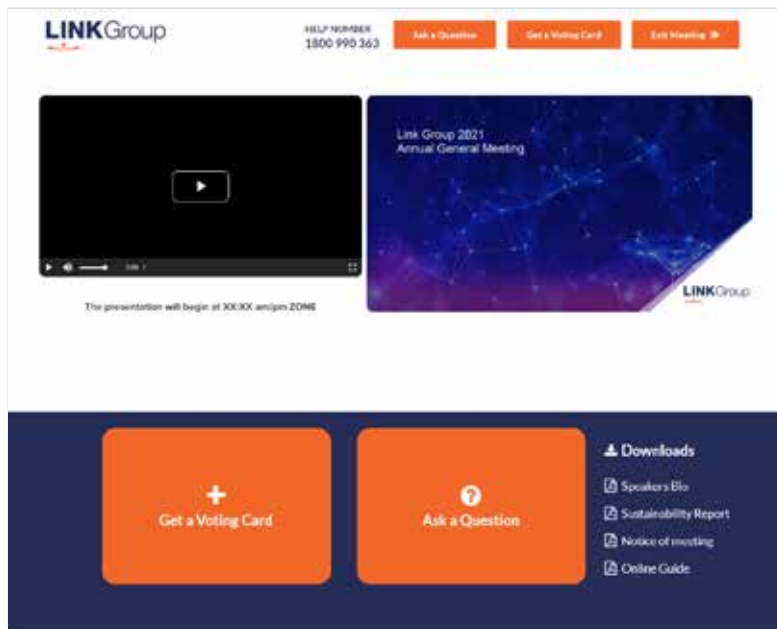 LINKGroup
HELP NUMBER
1800 990 363
Ask a Question
Get a Voting Card
Exit Meeting
Link Group 2021
Annual General Meeting
LINKGroup
0:00 /
The presentation will begin at XX:XX am/pm ZONE
Get a Voting Card
Ask a Question
Downloads
Speakers Bio
Sustainability Report
Notice of meeting
Online Guide